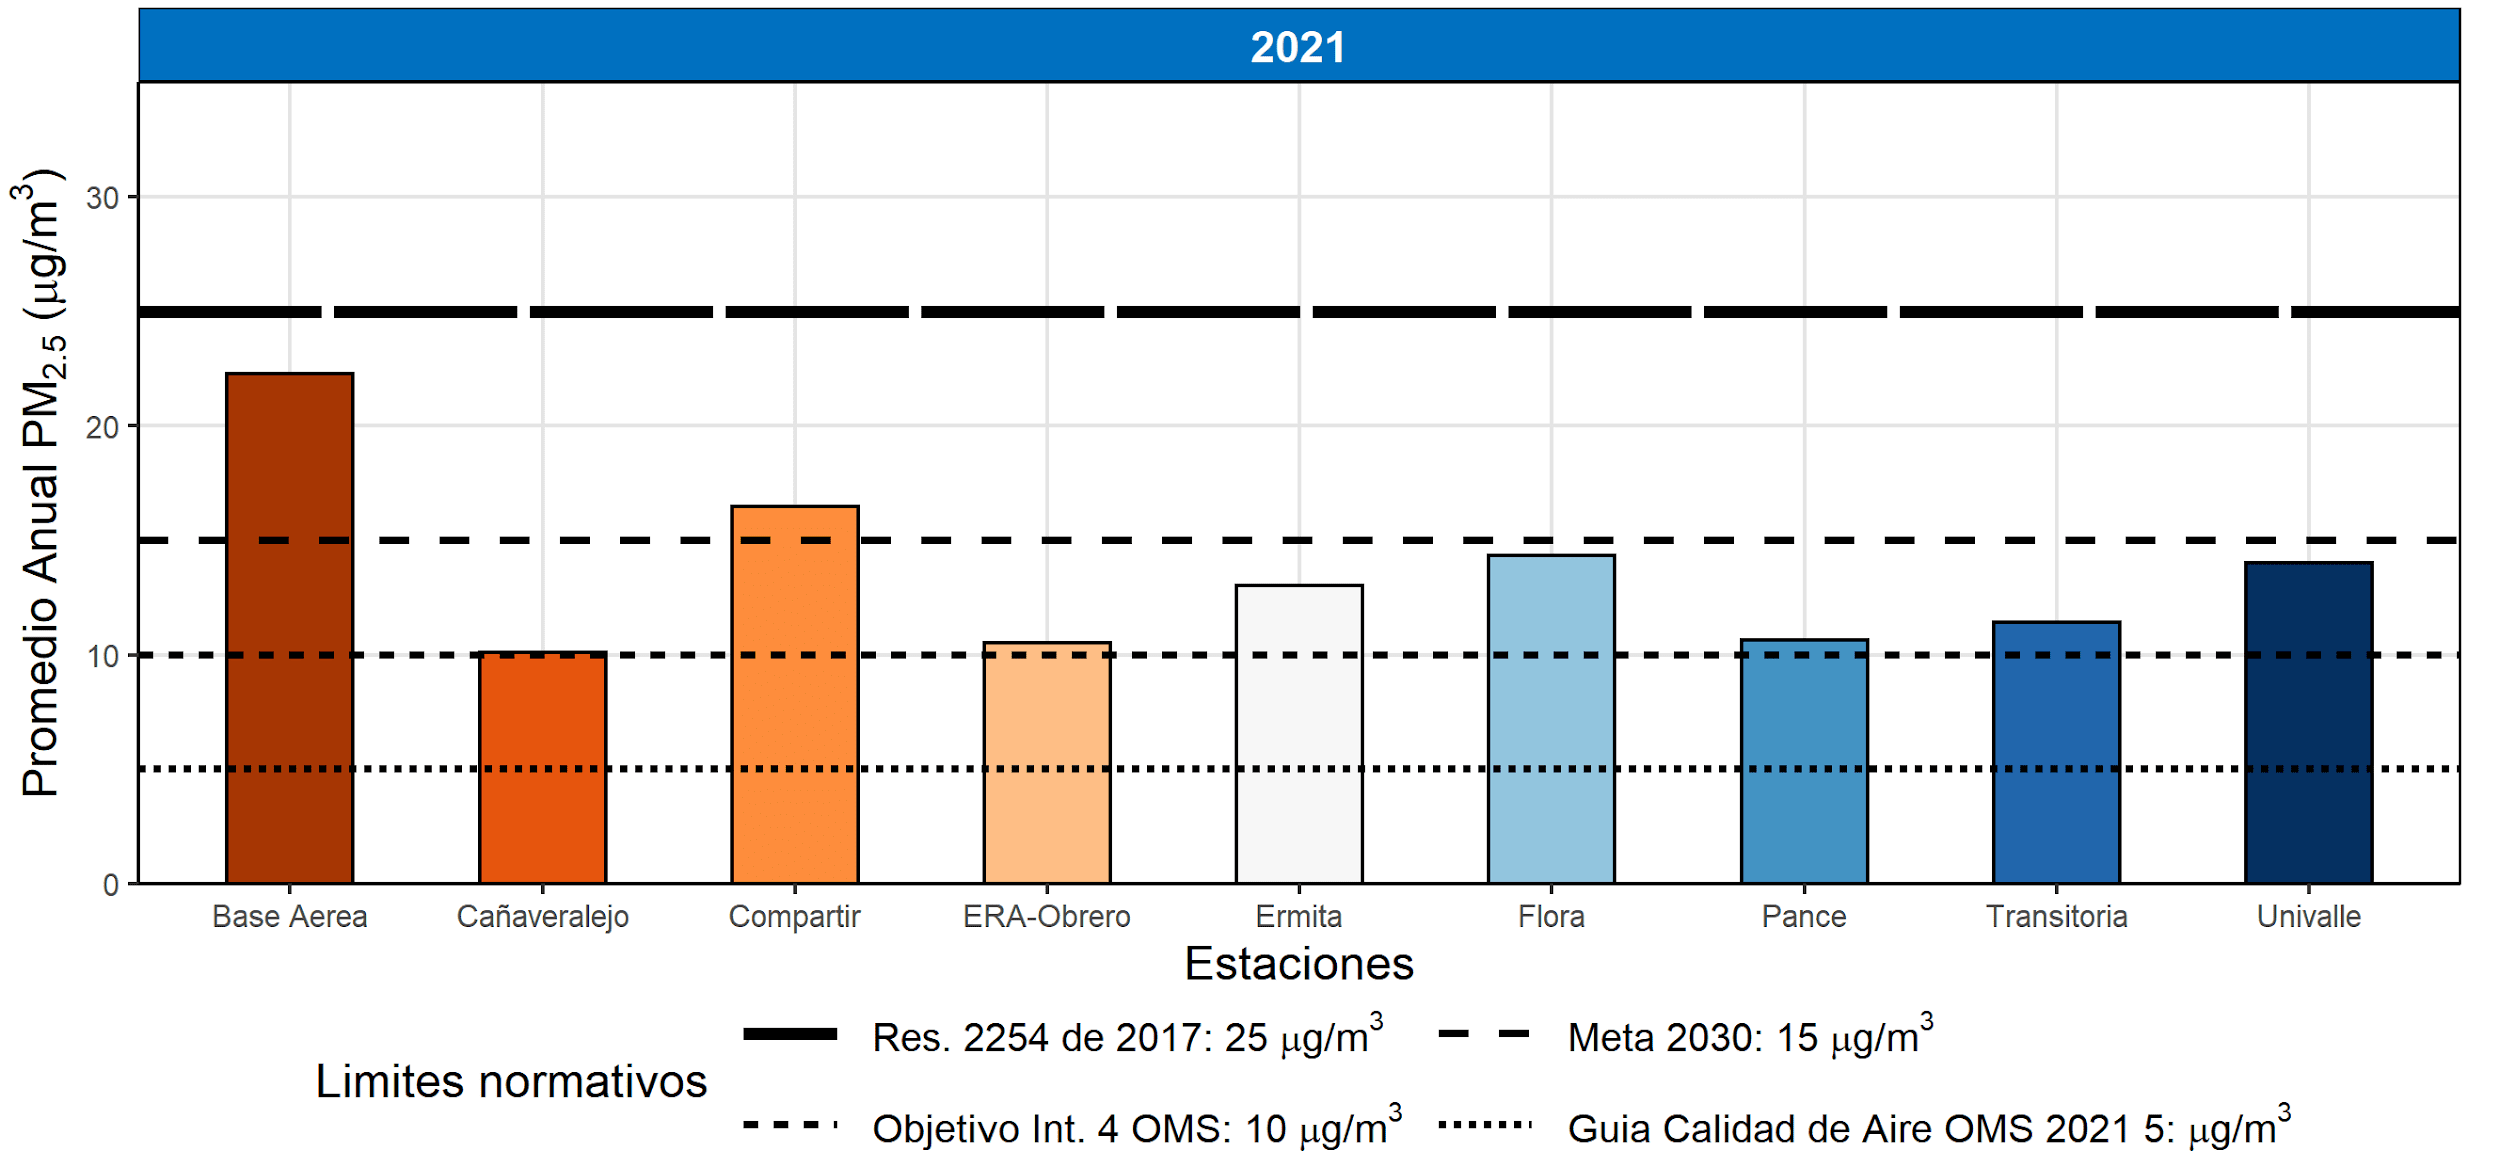 2021
Promedio Anual PM2.5 (µg/m³)
30
20
10
0
Base Aerea Cañaveralejo Compartir ERA-Obrero Ermita Flora Pance Transitoria Univalle
Estaciones
Limites normativos
Res. 2254 de 2017: 25 µg/m³
Meta 2030: 15 µg/m³
Objetivo Int. 4 OMS: 10 µg/m³
Guia Calidad de Aire OMS 2021 5: µg/m³